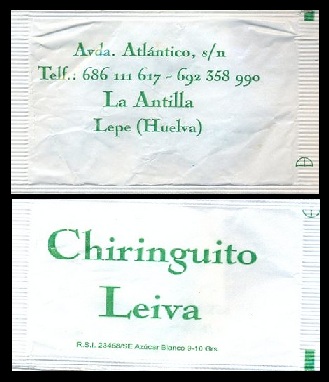 Avda. Atlántico, s/n
Telf.: 686 111 617 - 692 358 990
La Antilla
Lepe (Huelva)
Chiringuito
Leiva
R.S.I. 23468/SE Azúcar Blanco 9-10 Grs.